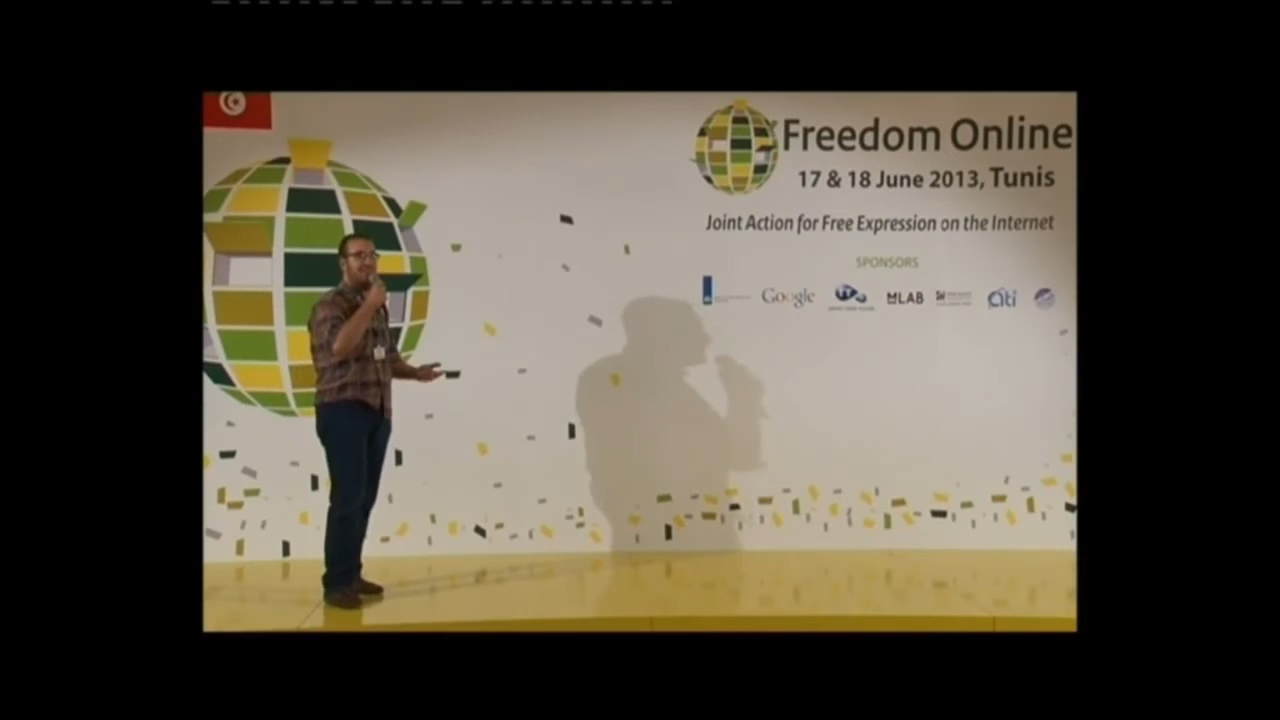 Freedom Online
17 & 18 June 2013, Tunis
Joint Action for Free Expression on the Internet
SPONSORS
Google
MLAB
ati